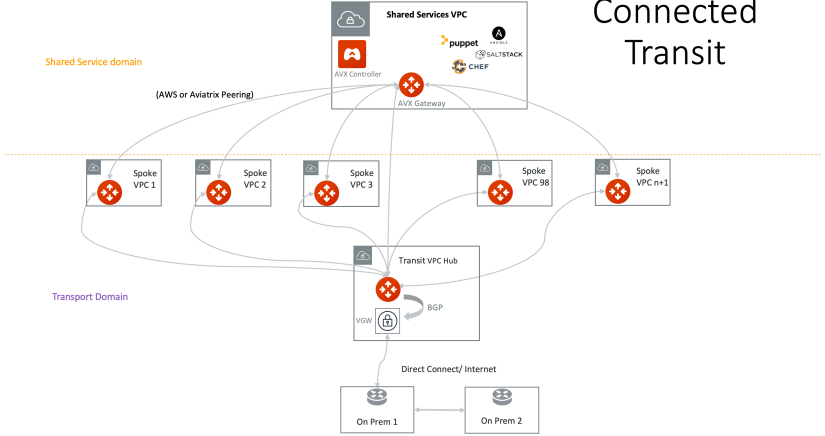 Connected
Transit
Shared Services VPC
puppet
ANSIBLE
SALTSTACK
CHEF
AVX Controller
AVX Gateway
Shared Service domain
(AWS or Aviatrix Peering)
Spoke
VPC 1
Spoke
VPC 2
Spoke
VPC 3
Spoke
VPC 98
Spoke
VPC n+1
Transit VPC Hub
Transport Domain
BGP
VGW
Direct Connect/ Internet
On Prem 1
On Prem 2